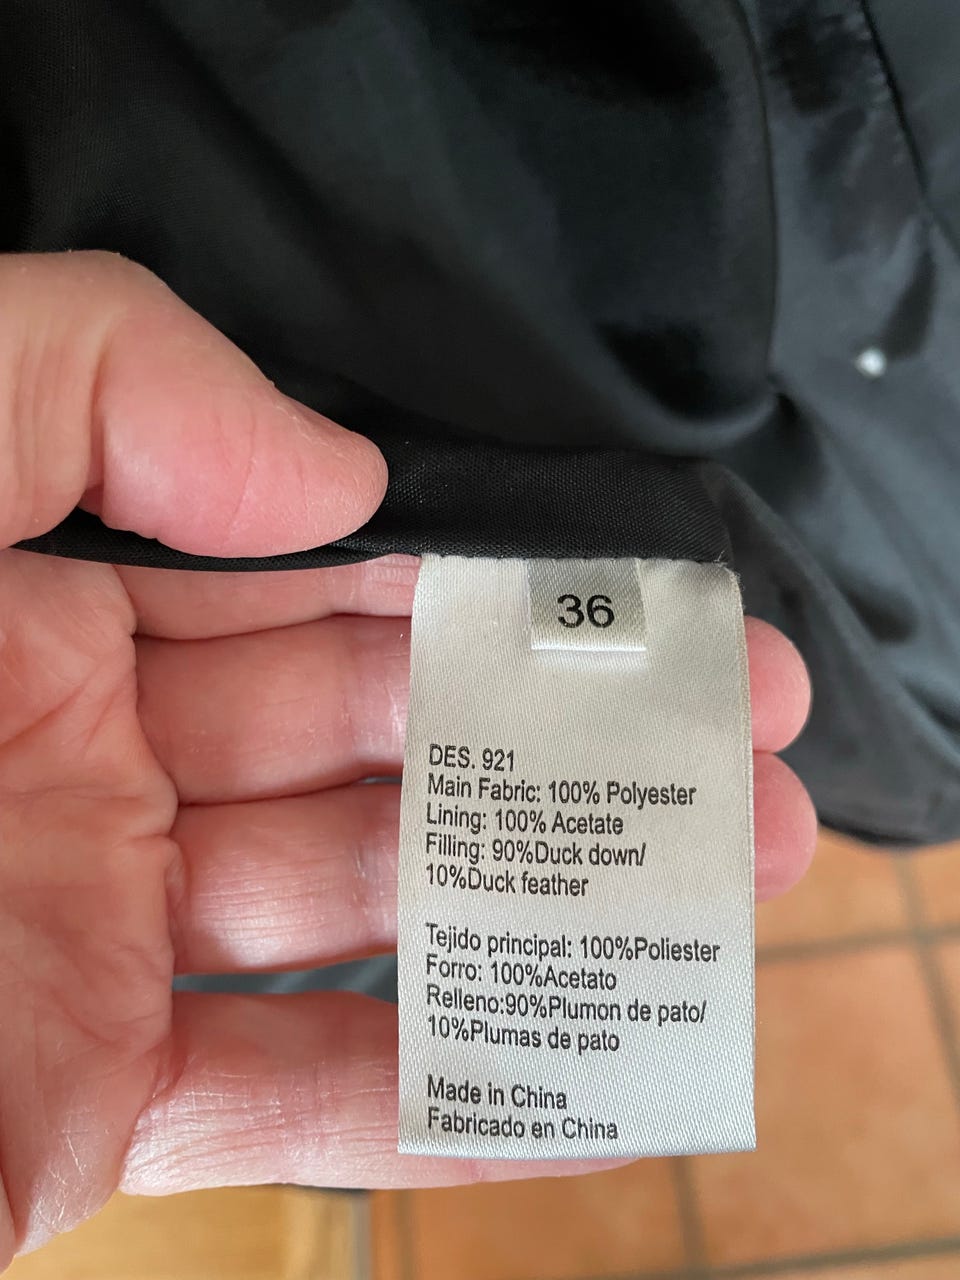 36
DES. 921
Main Fabric: 100% Polyester
Lining: 100% Acetate
Filling: 90%Duck down/
10%Duck feather
Tejido principal: 100%Poliester
Forro: 100%Acetato
Relleno:90%Plumon de pato/
10%Plumas de pato
Made in China
Fabricado en China